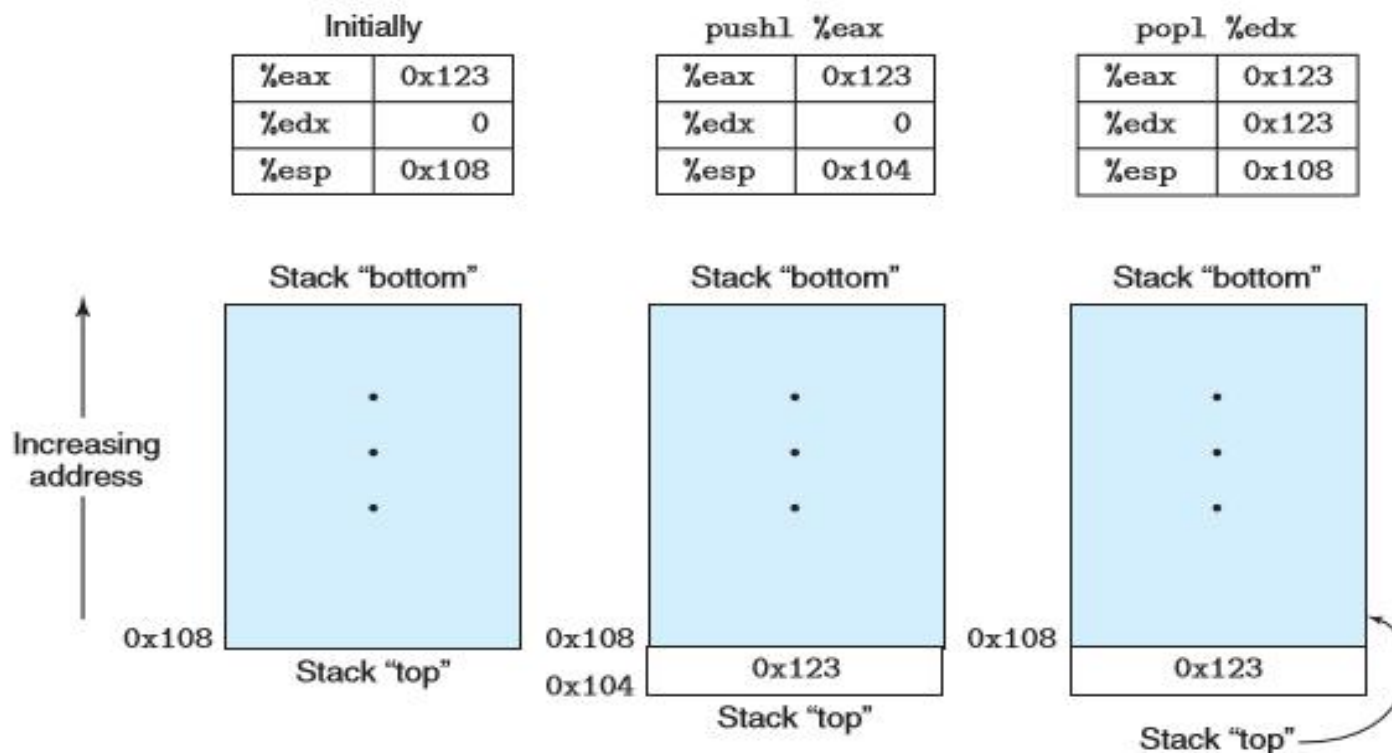 Initially
%eax 0x123
%edx 0
%esp 0x108
pushl %eax
%eax 0x123
%edx 0
%esp 0x104
popl %edx
%eax 0x123
%edx 0x123
%esp 0x108
Increasing
address
Stack “bottom”
0x108
Stack “top”
Stack “bottom”
0x108
0x123
0x104
Stack “top”
Stack “bottom”
0x108
0x123
Stack “top”